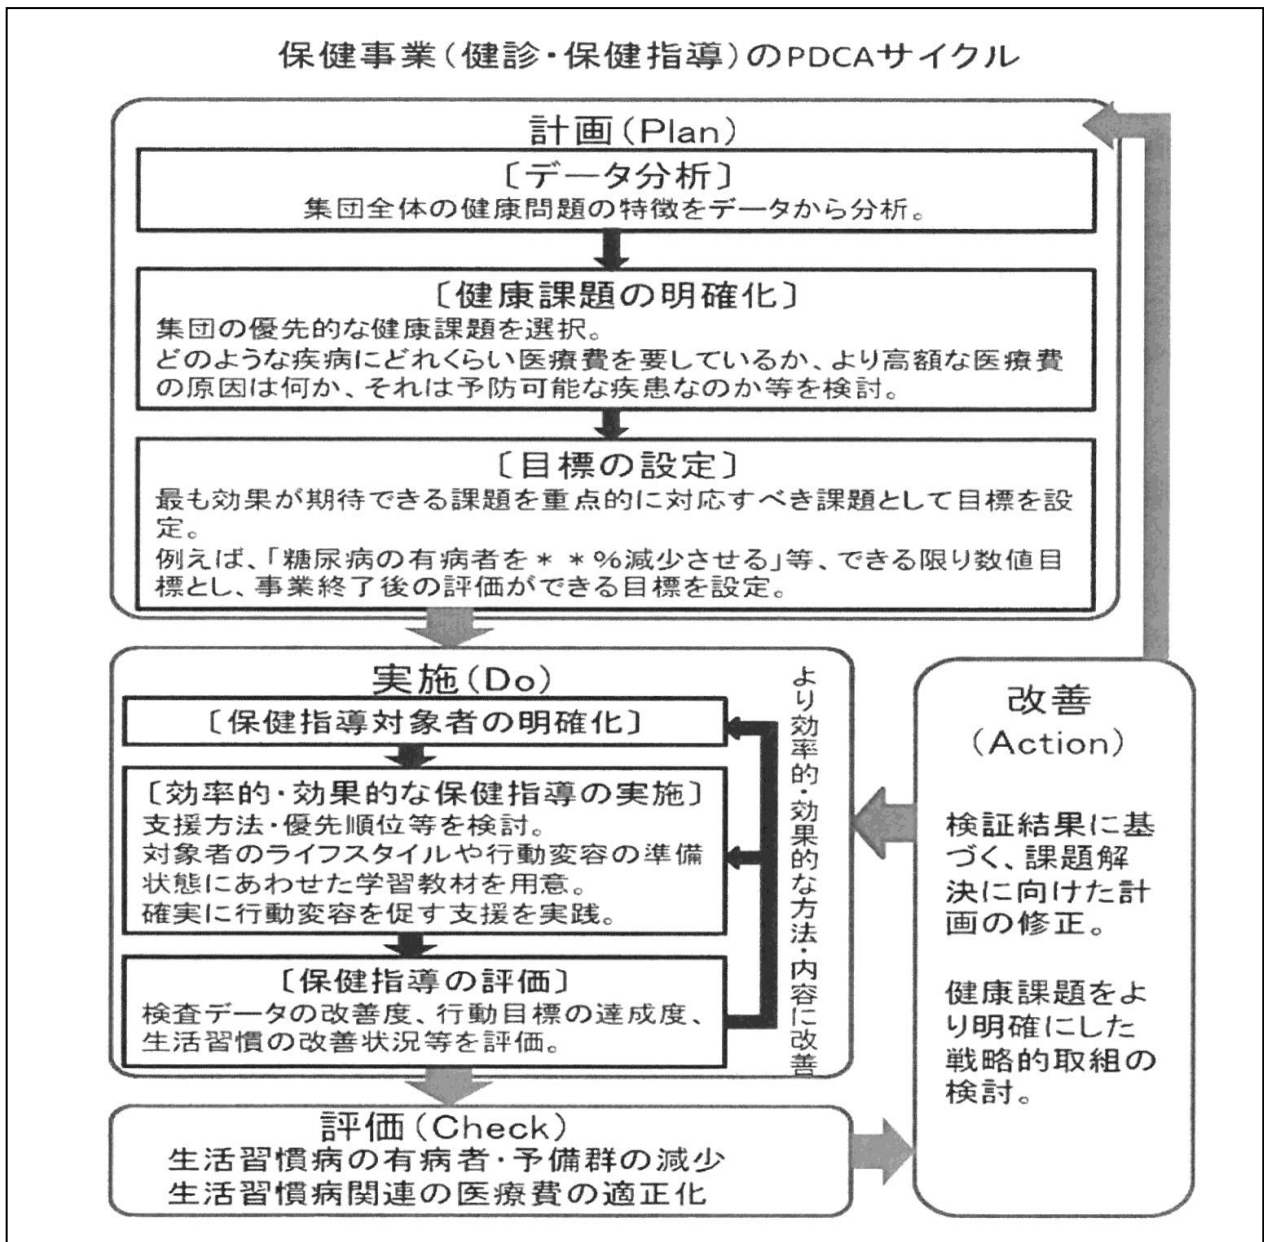 保健事業(健診・保健指導)のPDCAサイクル
計画(Plan)
〔データ分析〕
集団全体の健康問題の特徴をデータから分析。
〔健康課題の明確化〕
集団の優先的な健康課題を選択。
どのような疾病にどれくらい医療費を要しているか、より高額な医療費
の原因は何か、それは予防可能な疾患なのか等を検討。
〔目標の設定〕
最も効果が期待できる課題を重点的に対応すべき課題として目標を設
定。
例えば、「糖尿病の有病者を**%減少させる」等、できる限り数値目
標とし、事業終了後の評価ができる目標を設定。
実施(Do)
〔保健指導対象者の明確化〕
〔効率的・効果的な保健指導の実施〕
支援方法・優先順位等を検討。
対象者のライフスタイルや行動変容の準備
状態にあわせた学習教材を用意。
確実に行動変容を促す支援を実践。
〔保健指導の評価〕
検査データの改善度、行動目標の達成度、
生活習慣の改善状況等を評価。
より効率的・効果的な方法・内容に改善
評価(Check)
生活習慣病の有病者・予備群の減少
生活習慣病関連の医療費の適正化
改善
(Action)
検証結果に基
づく、課題解
決に向けた計
画の修正。
健康課題をよ
り明確にした
戦略的取組の
検討。